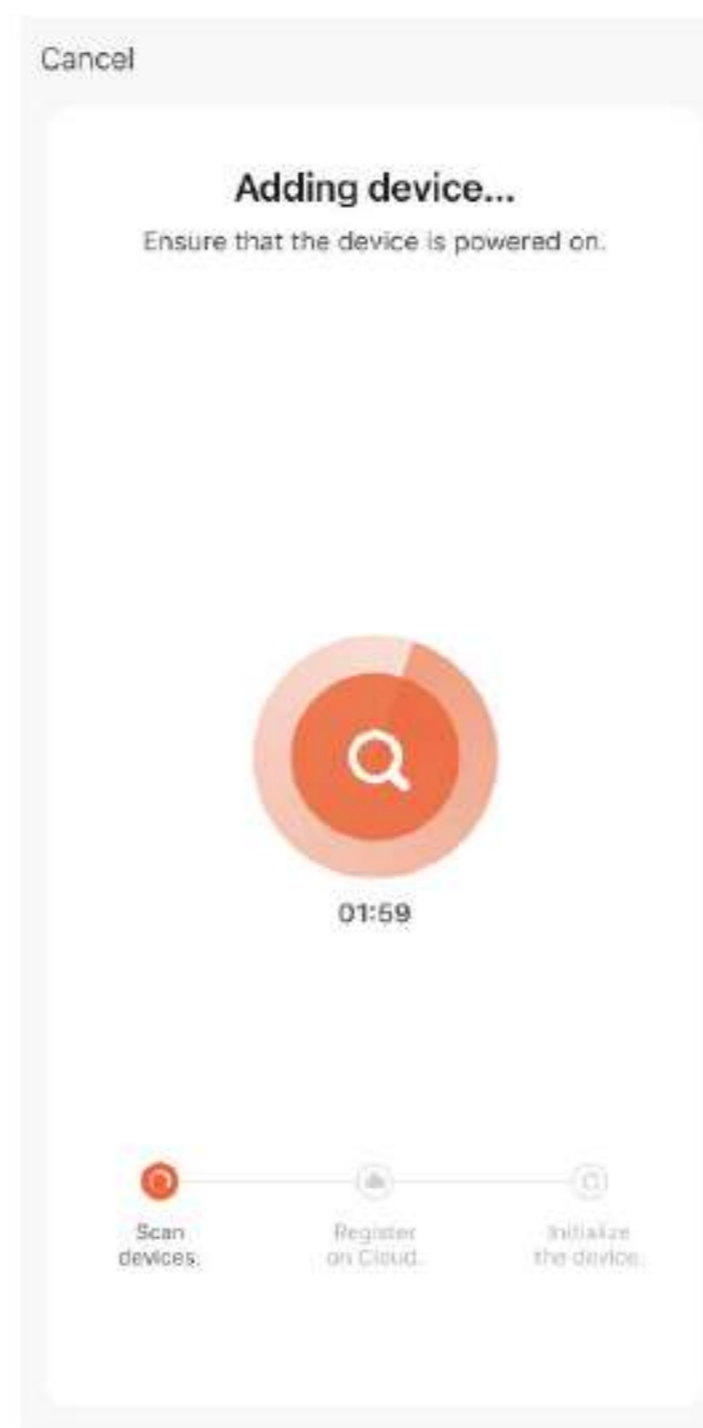 Cancel
Adding device...
Ensure that the device is powered on.
01:59
Scan
devices.
Register
on Cloud.
Initialize
the device.